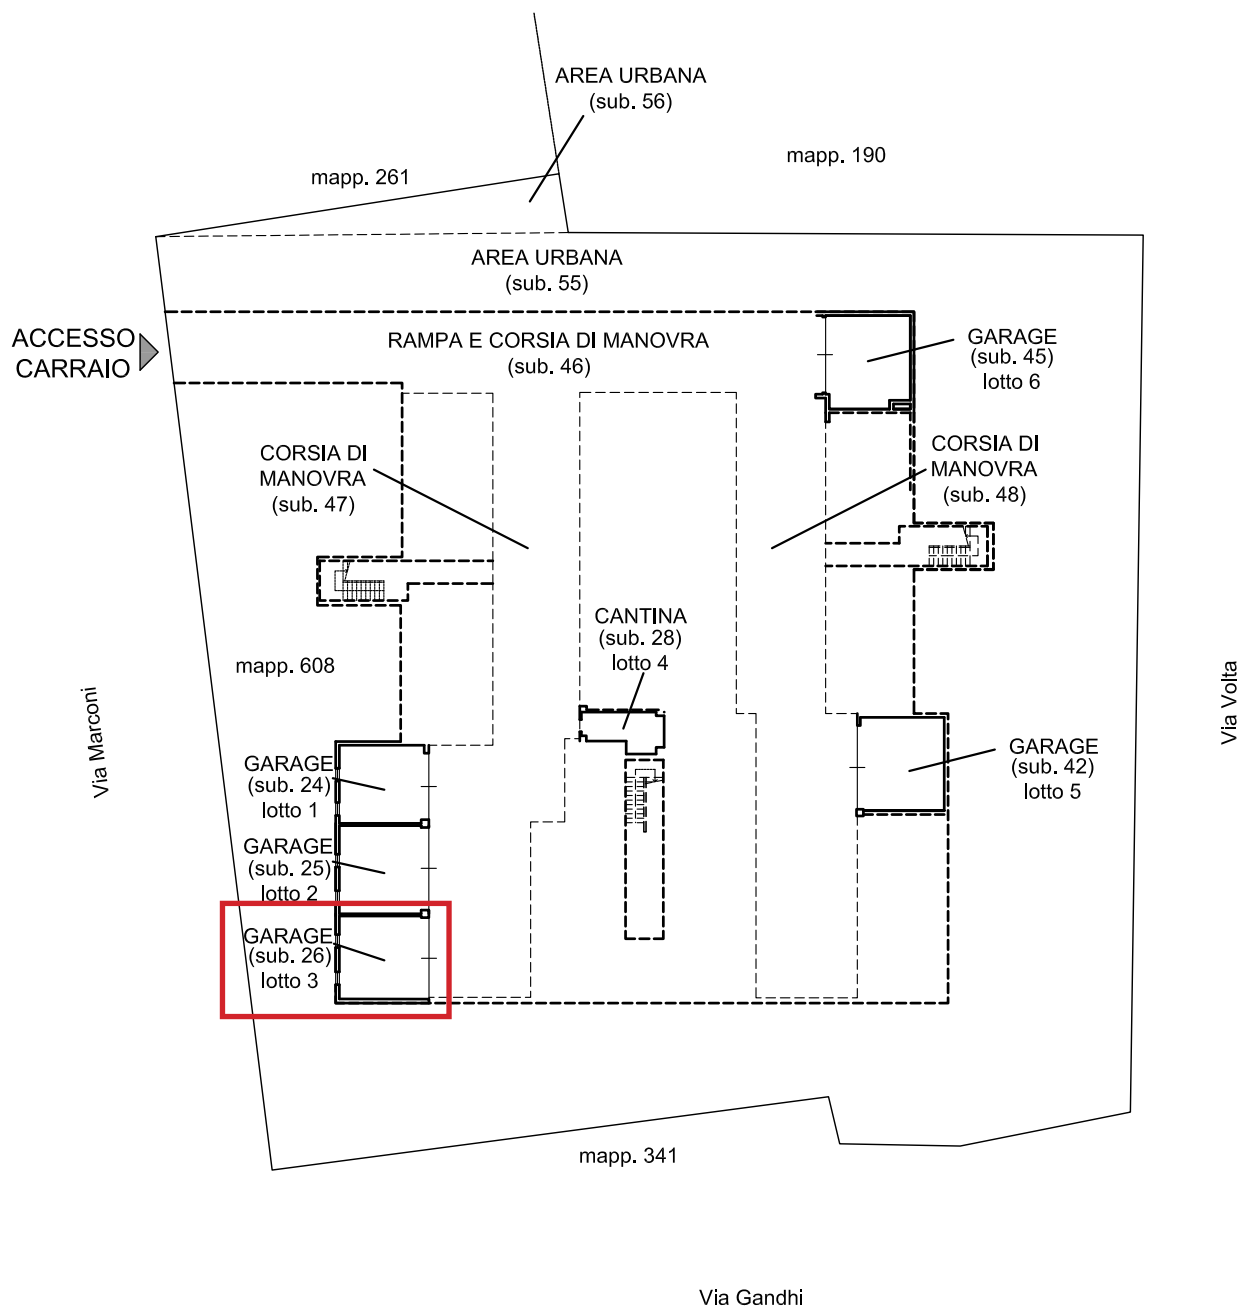 AREA URBANA
(sub. 56)
mapp. 190
mapp. 261
AREA URBANA
(sub. 55)
ACCESSO
CARRAIO
RAMPA E CORSIA DI MANOVRA
(sub. 46)
GARAGE
(sub. 45)
lotto 6
CORSIA DI
MANOVRA
(sub. 47)
CORSIA DI
MANOVRA
(sub. 48)
CANTINA
(sub. 28)
lotto 4
mapp. 608
Via Marconi
Via Volta
GARAGE
(sub. 24)
lotto 1
GARAGE
(sub. 42)
lotto 5
GARAGE
(sub. 25)
lotto 2
GARAGE
(sub. 26)
lotto 3
mapp. 341
Via Gandhi